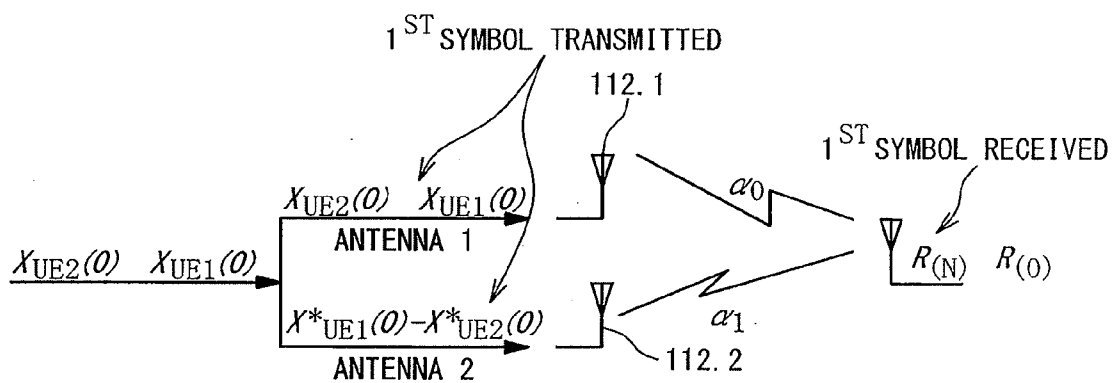 1ST SYMBOL TRANSMITTED
112.1
1ST SYMBOL RECEIVED
XUE2(0) XUE1(0)
α0
ANTENNA 1
XUE2(0) XUE1(0)
R(N) R(0)
X*UE1(0)-X*UE2(0)
α1
ANTENNA 2
112.2